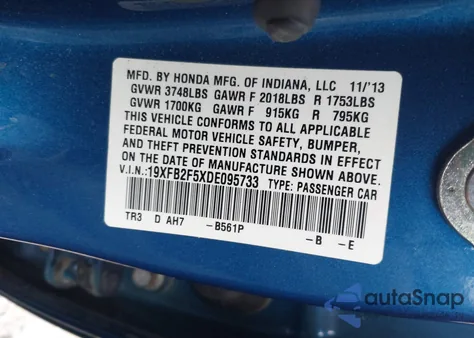 MFD. BY HONDA MFG. OF INDIANA, LLC 11/'13
GVWR 3748LBS GAWR F 2018LBS R 1753LBS
GVWR 1700KG GAWR F 915KG R 795KG
THIS VEHICLE CONFORMS TO ALL APPLICABLE
FEDERAL MOTOR VEHICLE SAFETY, BUMPER,
AND THEFT PREVENTION STANDARDS IN EFFECT
ON THE DATE OF MANUFACTURE SHOWN ABOVE.
V.I.N.:19XFB2F5XDE095733 TYPE: PASSENGER CAR
TR3 D AH7 -B561P -B -E
autoSnap